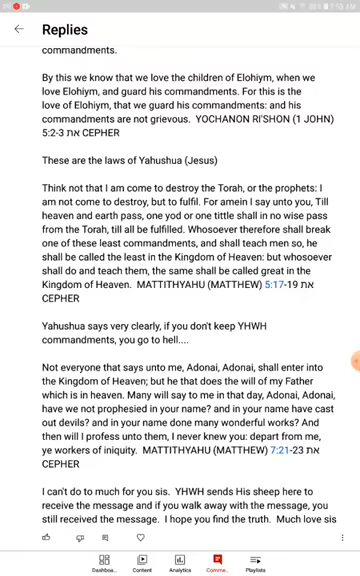 Replies
commandments.
By this we know that we love the children of Elohiym, when we
love Elohiym, and guard his commandments. For this is the
love of Elohiym, that we guard his commandments: and his
commandments are not grievous. YOCHANON RI'SHON (1 JOHN)
5:2-3 את CEPHER
These are the laws of Yahushua (Jesus)
Think not that I am come to destroy the Torah, or the prophets: I
am not come to destroy, but to fulfil. For amein I say unto you, Till
heaven and earth pass, one yod or one tittle shall in no wise pass
from the Torah, till all be fulfilled. Whosoever therefore shall break
one of these least commandments, and shall teach men so, he
shall be called the least in the Kingdom of Heaven: but whosoever
shall do and teach them, the same shall be called great in the
Kingdom of Heaven. MATTITHYAHU (MATTHEW) 5:17-19 את
CEPHER
Yahushua says very clearly, if you don't keep YHWH
commandments, you go to hell....
Not everyone that says unto me, Adonai, Adonai, shall enter into
the Kingdom of Heaven; but he that does the will of my Father
which is in heaven. Many will say to me in that day, Adonai, Adonai,
have we not prophesied in your name? and in your name have cast
out devils? and in your name done many wonderful works? And
then will I profess unto them, I never knew you: depart from me,
ye workers of iniquity. MATTITHYAHU (MATTHEW) 7:21-23 את
CEPHER
I can't do to much for you sis. YHWH sends His sheep here to
receive the message and if you walk away with the message, you
still received the message. I hope you find the truth. Much love sis
Dashboa... Content Analytics Comme... Playlists